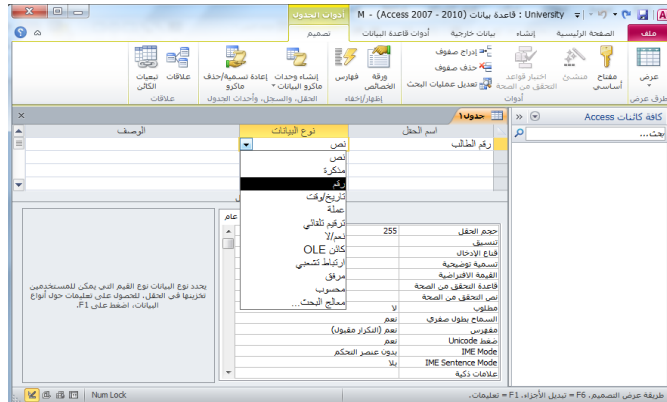 أدوات الجدول
University : قاعدة بيانات (Access 2007 - 2010) - M
ملف
الصفحة الرئيسية
إنشاء
بيانات خارجية
أدوات قاعدة البيانات
تصميم
عرض
مفتاح أساسي
منشئ
اختبار قواعد التحقق من الصحة
إدراج صفوف
حذف صفوف
تعديل عمليات البحث
ورقة الخصائص
فهارس
إنشاء وحدات ماكرو البيانات
إعادة تسمية/حذف ماكرو
علاقات
تبعيات الكائن
طرق عرض
أدوات
إظهار/إخفاء
الحقل، والسجل، وأحداث الجدول
علاقات
كافة كائنات Access
بحث...
جدول1
اسم الحقل
نوع البيانات
الوصف
رقم الطالب
نص
نص
مذكرة
رقم
تاريخ/وقت
عملة
ترقيم تلقائي
نعم/لا
كائن OLE
ارتباط تشعبي
مرفق
محسوب
معالج البحث...
عام
حجم الحقل 255
تنسيق
قناع الإدخال
تسمية توضيحية
القيمة الافتراضية
قاعدة التحقق من الصحة
نص التحقق من الصحة
مطلوب لا
السماح بطول صفري نعم
مفهرس نعم (التكرار مقبول)
ضغط Unicode نعم
IME Mode بدون عنصر التحكم
IME Sentence Mode بلا
علامات ذكية
يحدد نوع البيانات نوع القيم التي يمكن للمستخدمين
تخزينها في الحقل. للحصول على تعليمات حول أنواع
البيانات، اضغط على F1.
طريقة عرض التصميم. F6 = تبديل الأجزاء. F1 = تعليمات.
Num Lock